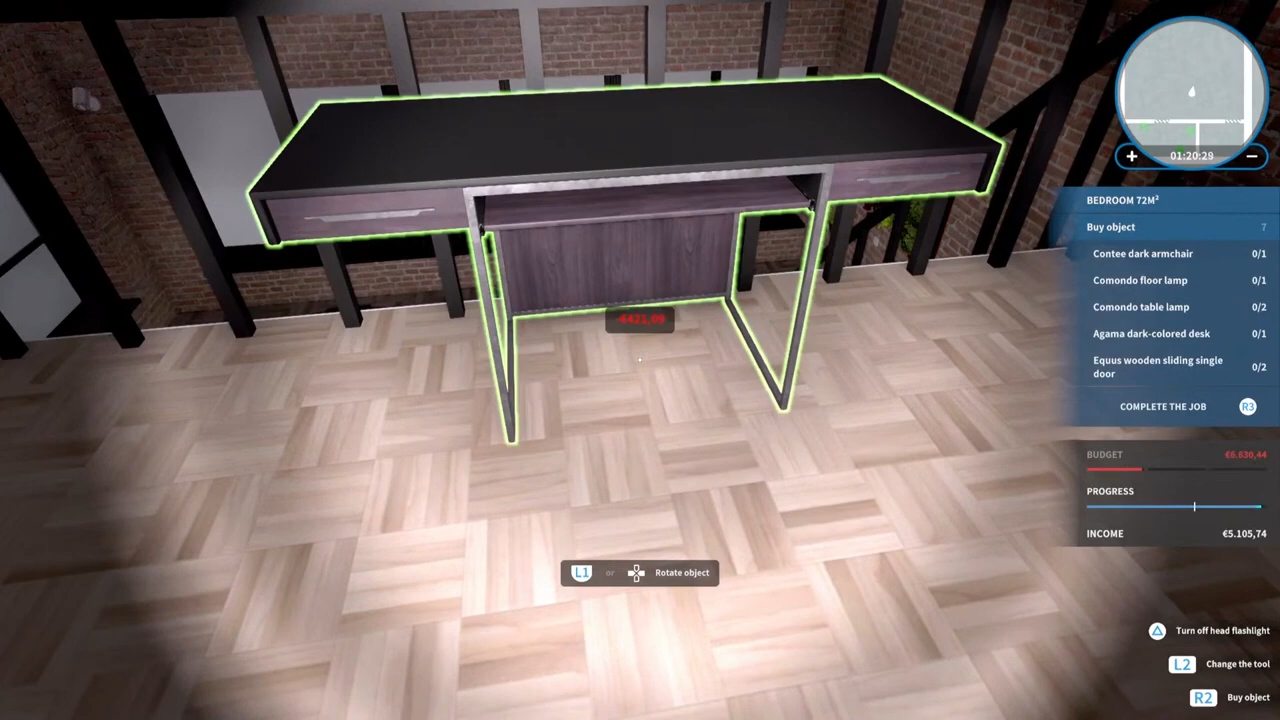 01:20:29
BEDROOM 72M²
Buy object 7
Contee dark armchair 0/1
Comondo floor lamp 0/1
Comondo table lamp 0/2
Agama dark-colored desk 0/1
Equus wooden sliding single
door 0/2
COMPLETE THE JOB R3
-€421,09
BUDGET €6.630,44
PROGRESS
INCOME €5.105,74
L1 or Rotate object
Turn off head flashlight
L2 Change the tool
R2 Buy object